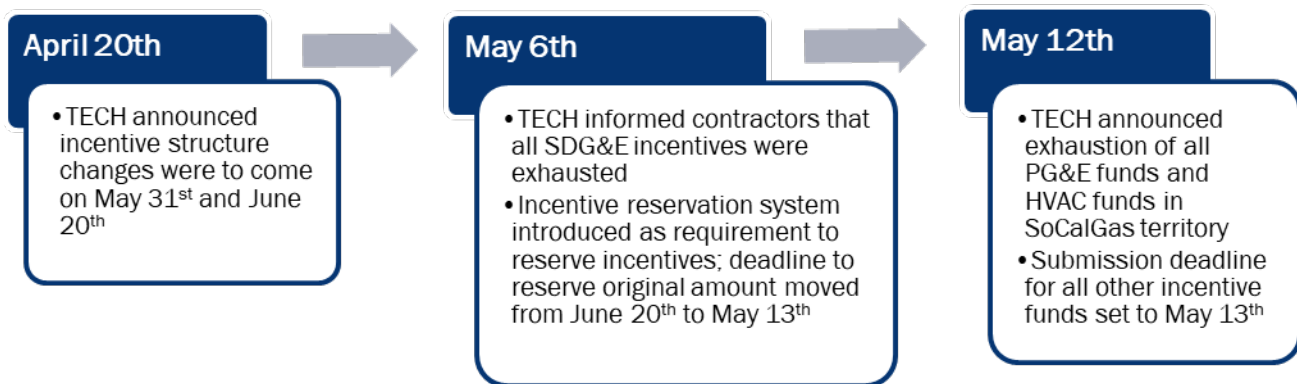 April 20th
• TECH announced
incentive structure
changes were to come
on May 31st and June
20th
May 6th
• TECH informed contractors that
all SDG&E incentives were
exhausted
• Incentive reservation system
introduced as requirement to
reserve incentives; deadline to
reserve original amount moved
from June 20th to May 13th
May 12th
• TECH announced
exhaustion of all
PG&E funds and
HVAC funds in
SoCalGas territory
• Submission deadline
for all other incentive
funds set to May 13th